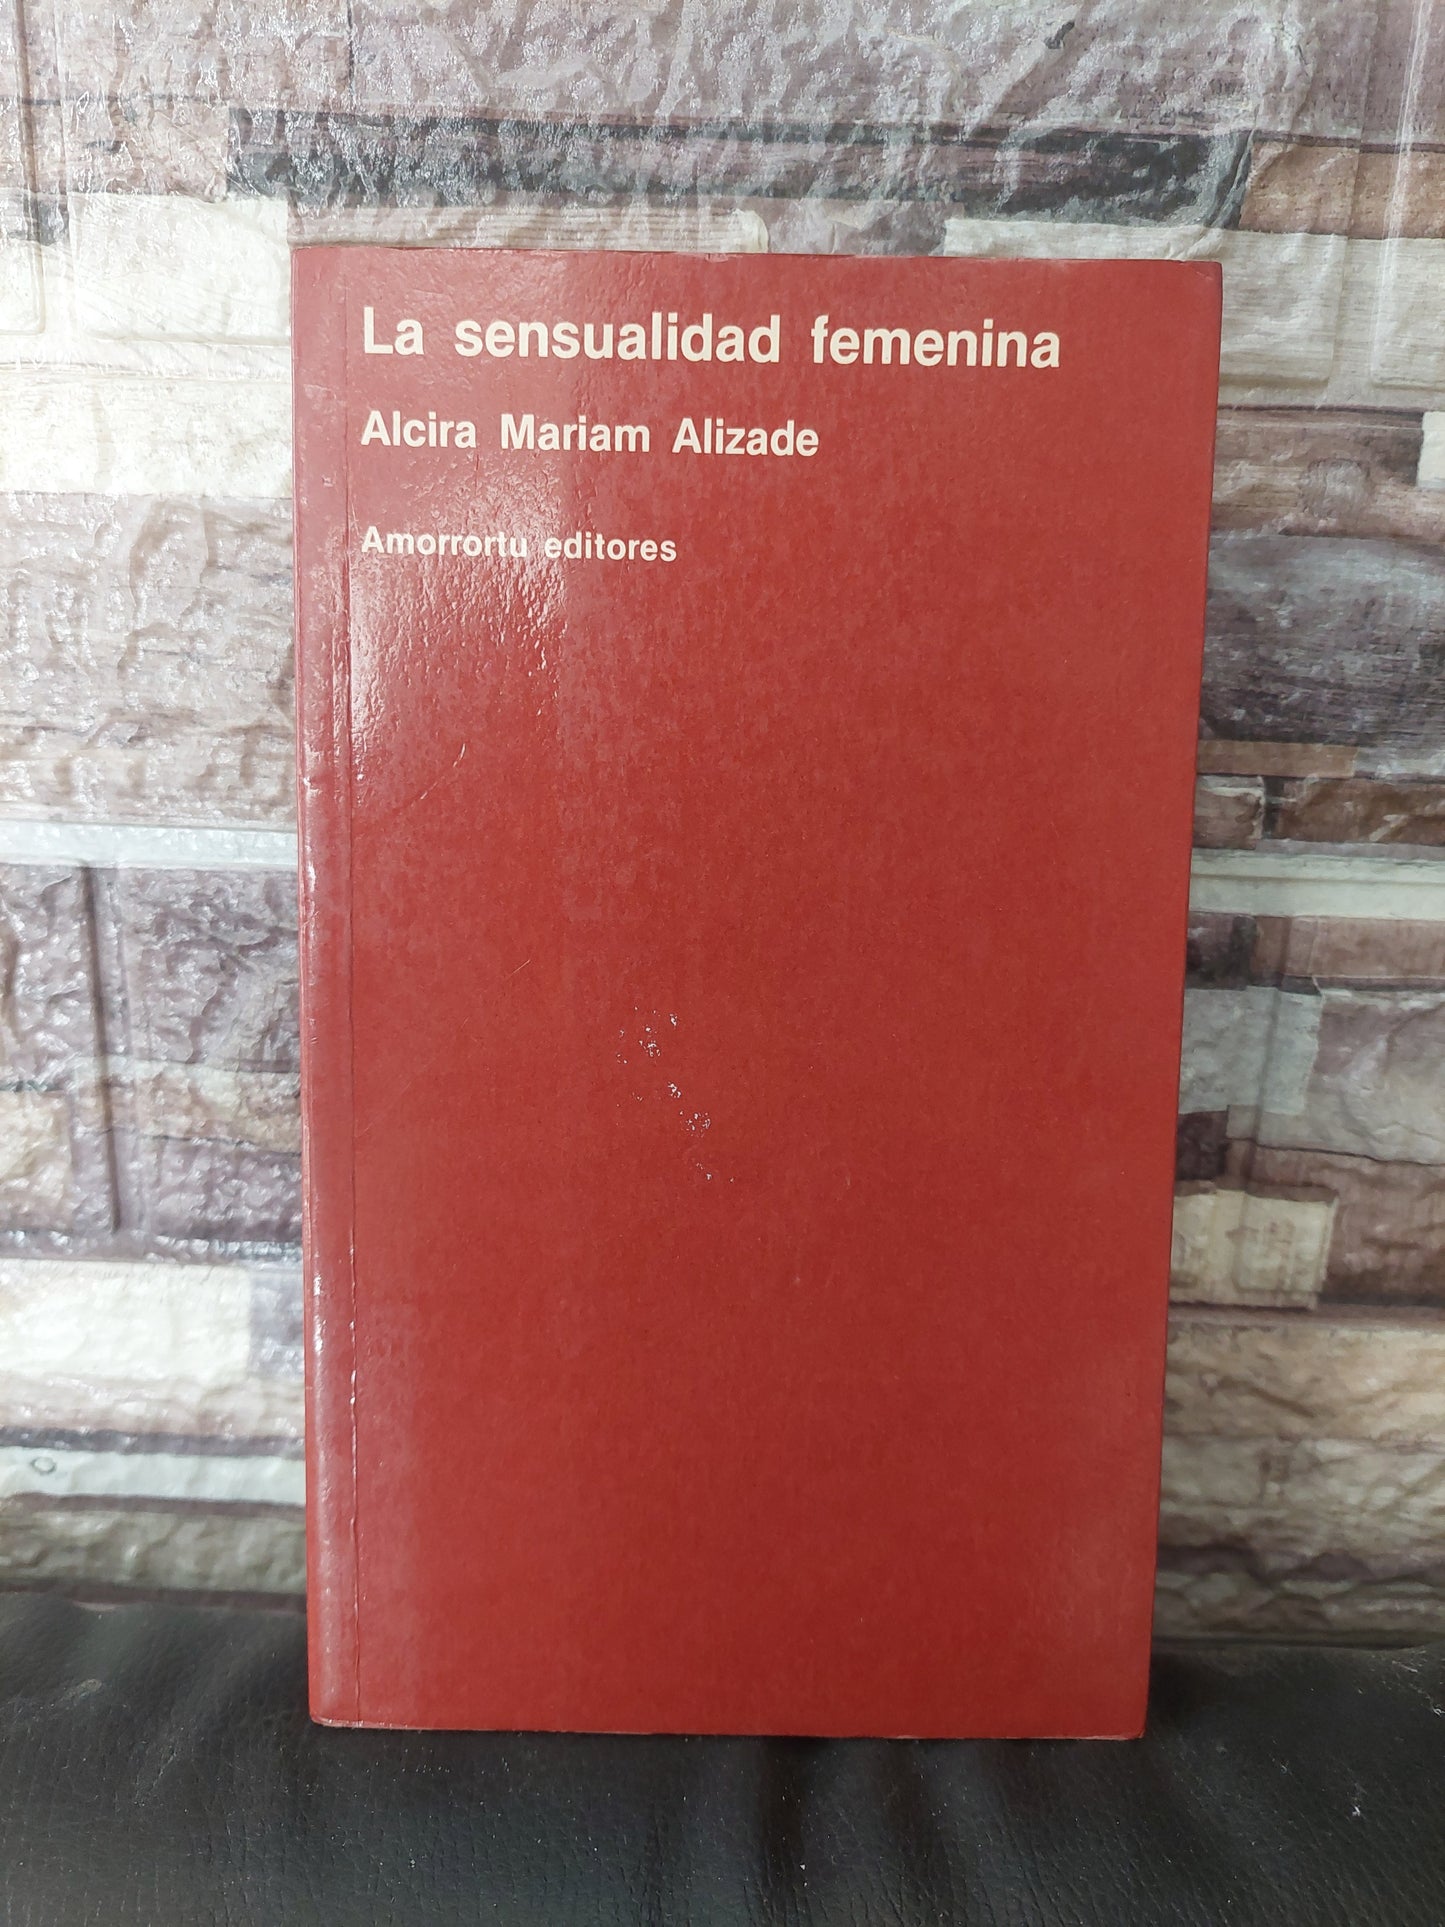 La sensualidad femenina
Alcira Mariam Alizade
Amorrortu editores